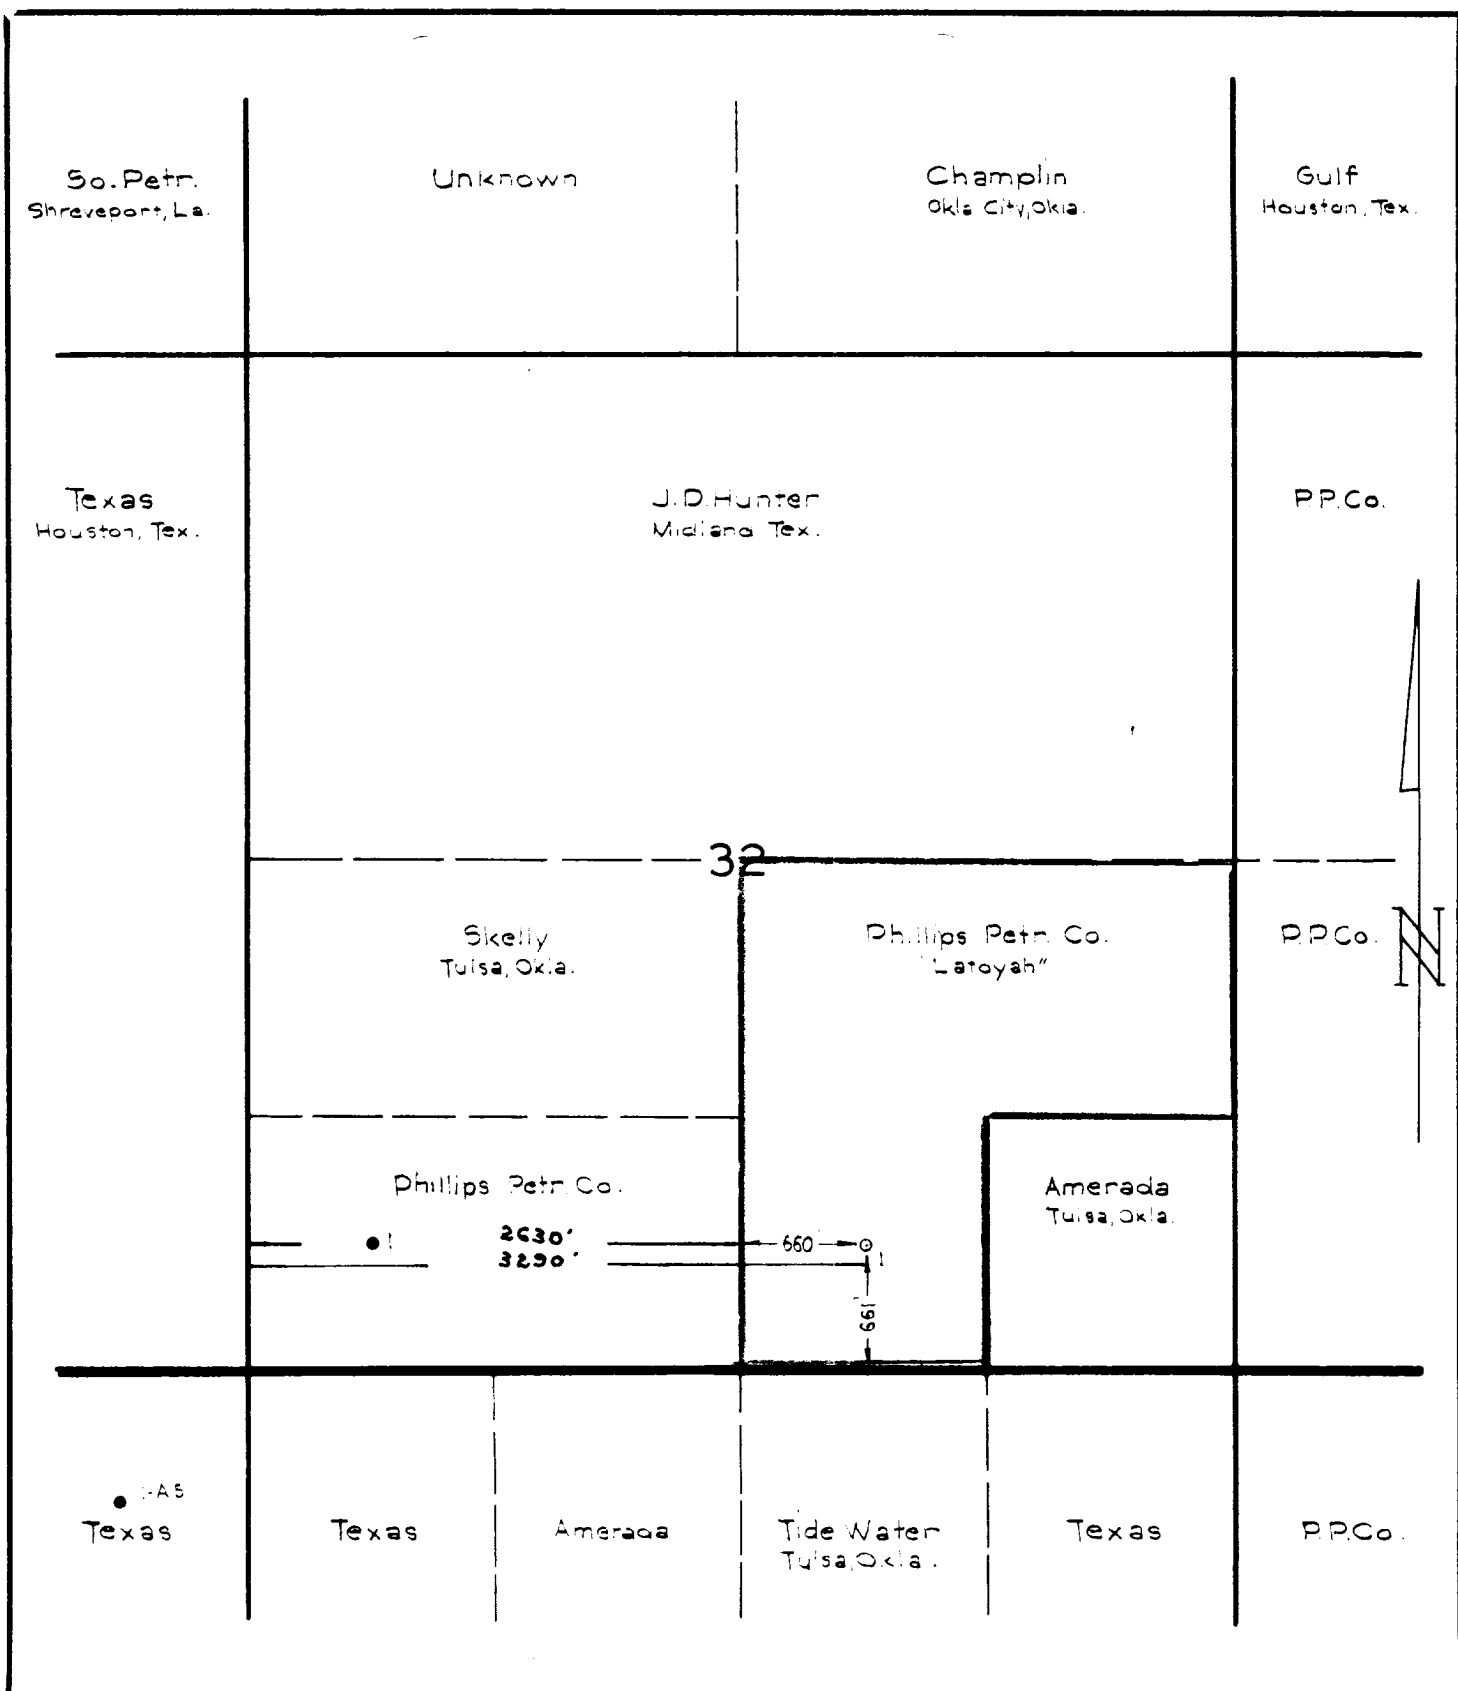 So. Petr.
Shreveport, La.
Unknown
Champlin
Okla City, Okla.
Gulf
Houston, Tex.
Texas
Houston, Tex.
J.D. Hunter
Midland Tex.
P.P.Co.
32
Skelly
Tulsa, Okla.
Phillips Petr. Co.
"Latoyah"
P.P.Co.
N
Phillips Petr. Co.
Amerada
Tulsa, Okla.
1
2630'
3290'
660'
1
661'
Texas
Texas
Amerada
Tide Water
Tulsa, Okla.
Texas
P.P.Co.